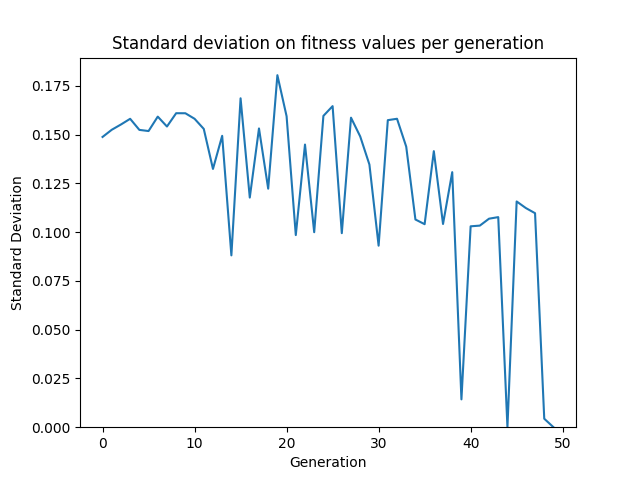 Standard deviation on fitness values per generation
0.175
0.150
0.125
0.100
0.075
0.050
0.025
0.000
Standard Deviation
0 10 20 30 40 50
Generation